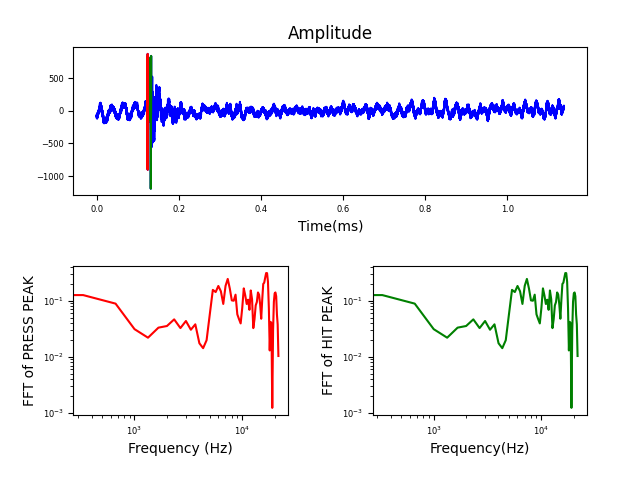 Amplitude
500
0
−500
−1000
0.0 0.2 0.4 0.6 0.8 1.0
Time(ms)
FFT of PRESS PEAK
10⁻¹
10⁻²
10⁻³
10³ 10⁴
Frequency (Hz)
FFT of HIT PEAK
10⁻¹
10⁻²
10⁻³
10³ 10⁴
Frequency(Hz)